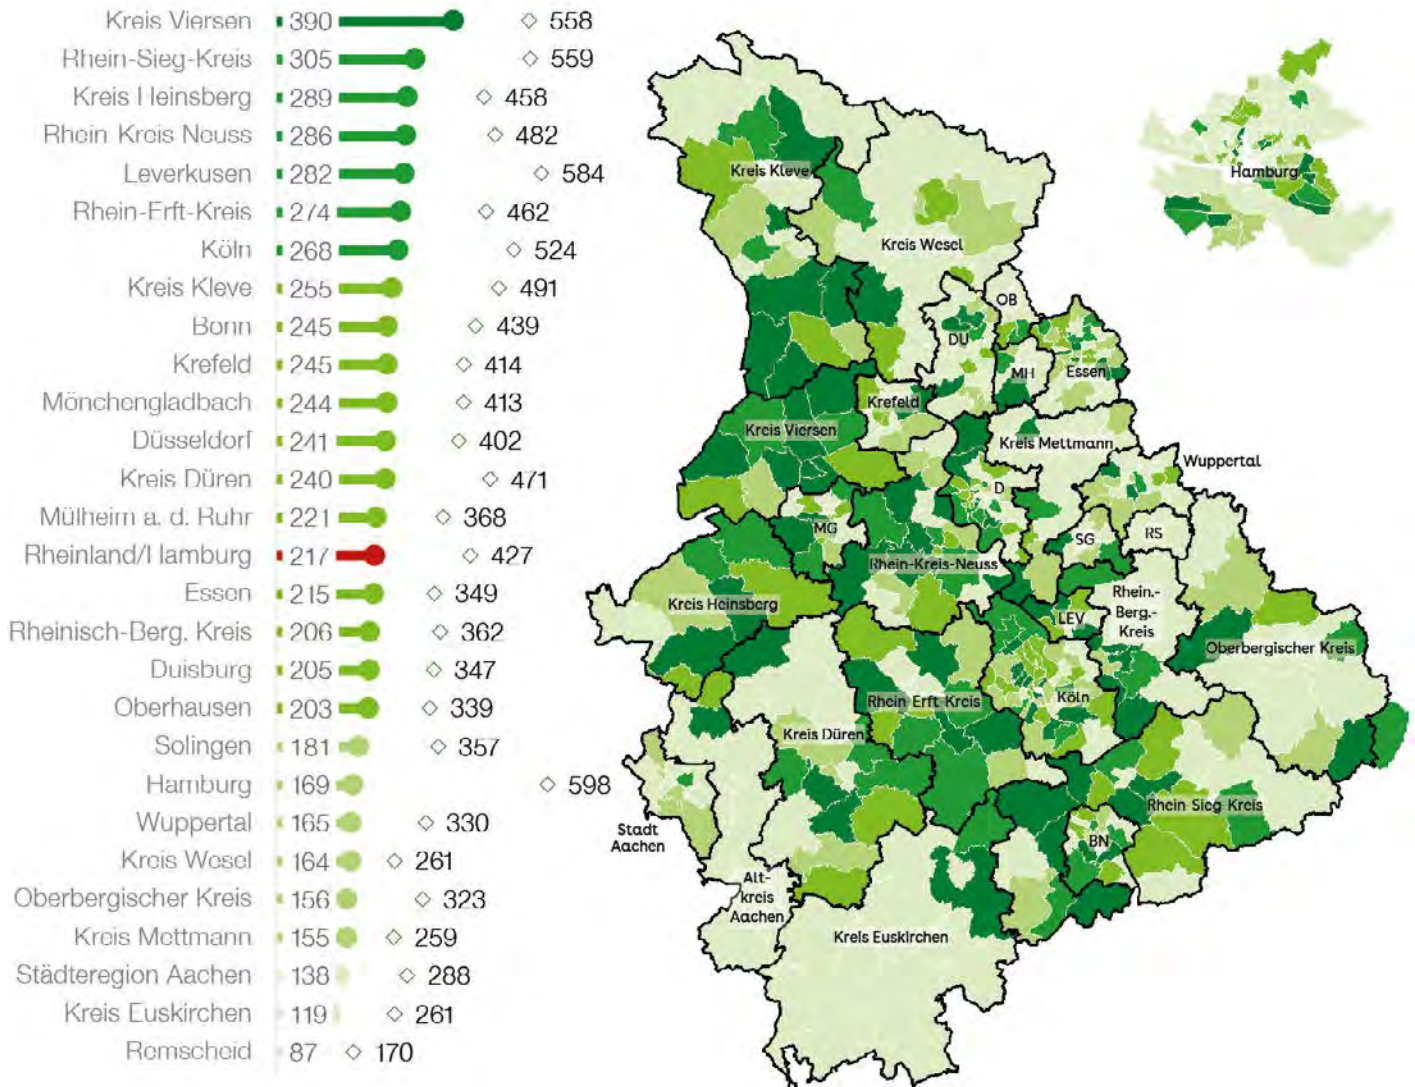 Kreis Viersen 390 558
Rhein-Sieg-Kreis 305 559
Kreis Heinsberg 289 458
Rhein Kreis Neuss 286 482
Leverkusen 282 584
Rhein-Erft-Kreis 274 462
Köln 268 524
Kreis Kleve 255 491
Bonn 245 439
Krefeld 245 414
Mönchengladbach 244 413
Düsseldorf 241 402
Kreis Düren 240 471
Mülheim a. d. Ruhr 221 368
Rheinland/Hamburg 217 427
Essen 215 349
Rheinisch-Berg. Kreis 206 362
Duisburg 205 347
Oberhausen 203 339
Solingen 181 357
Hamburg 169 598
Wuppertal 165 330
Kreis Wesel 164 261
Oberbergischer Kreis 156 323
Kreis Mettmann 155 259
Städteregion Aachen 138 288
Kreis Euskirchen 119 261
Remscheid 87 170
Kreis Kleve
Hamburg
Kreis Wesel
OB
DU
MH
Essen
Krefeld
Kreis Viersen
Kreis Mettmann
Wuppertal
D
MG
SG
RS
Rhein-Kreis-Neuss
Kreis Heinsberg
LEV
Rhein.-
Berg.-
Kreis
Oberbergischer Kreis
Rhein Erft Kreis
Köln
Kreis Düren
Rhein Sieg Kreis
Stadt
Aachen
BN
Alt-
kreis
Aachen
Kreis Euskirchen